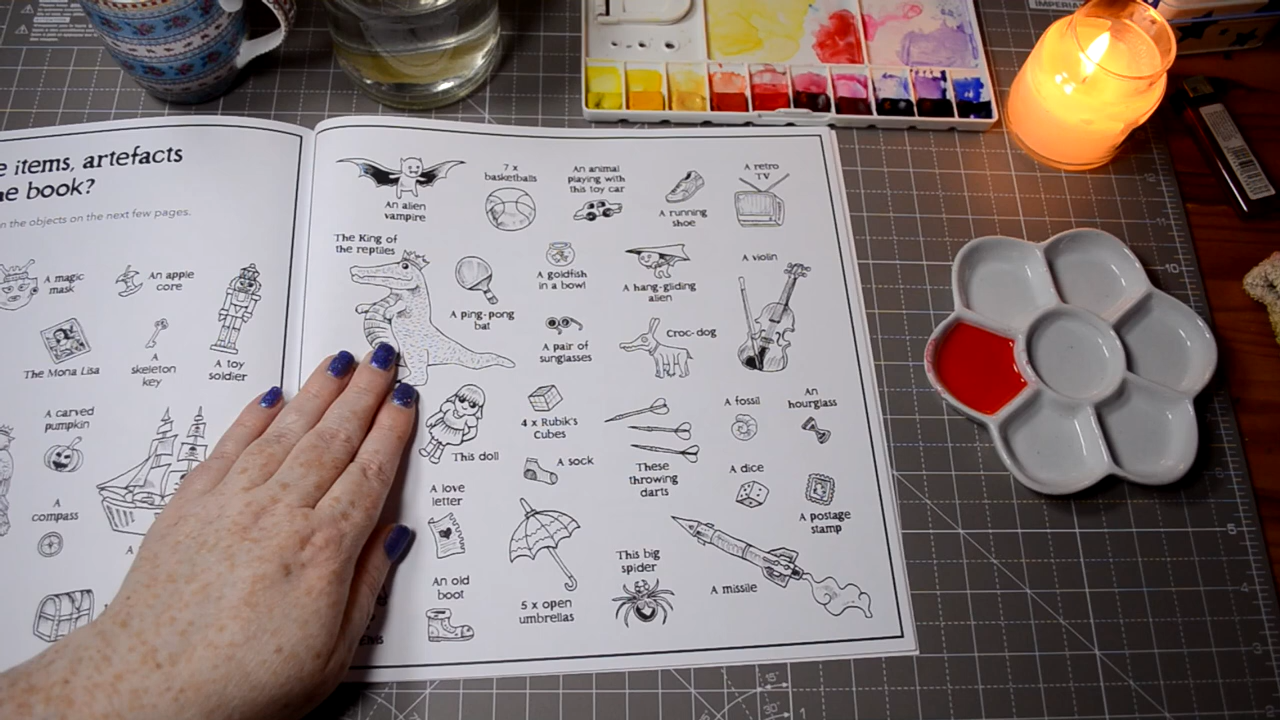 e items, artefacts
e book?
n the objects on the next few pages.
A magic
mask
An apple
core
The Mona Lisa
A
skeleton
key
A toy
soldier
A carved
pumpkin
A
compass
A
An alien
vampire
7 x
basketballs
An animal
playing with
this toy car
A running
shoe
A retro
TV
The King of
the reptiles
A ping-pong
bat
A goldfish
in a bowl
A hang-gliding
alien
A violin
A pair of
sunglasses
Croc-dog
This doll
4 x Rubik's
Cubes
A sock
These
throwing
darts
A fossil
An
hourglass
A dice
A postage
stamp
A love
letter
An old
boot
5 x open
umbrellas
This big
spider
A missile
IMPERIA